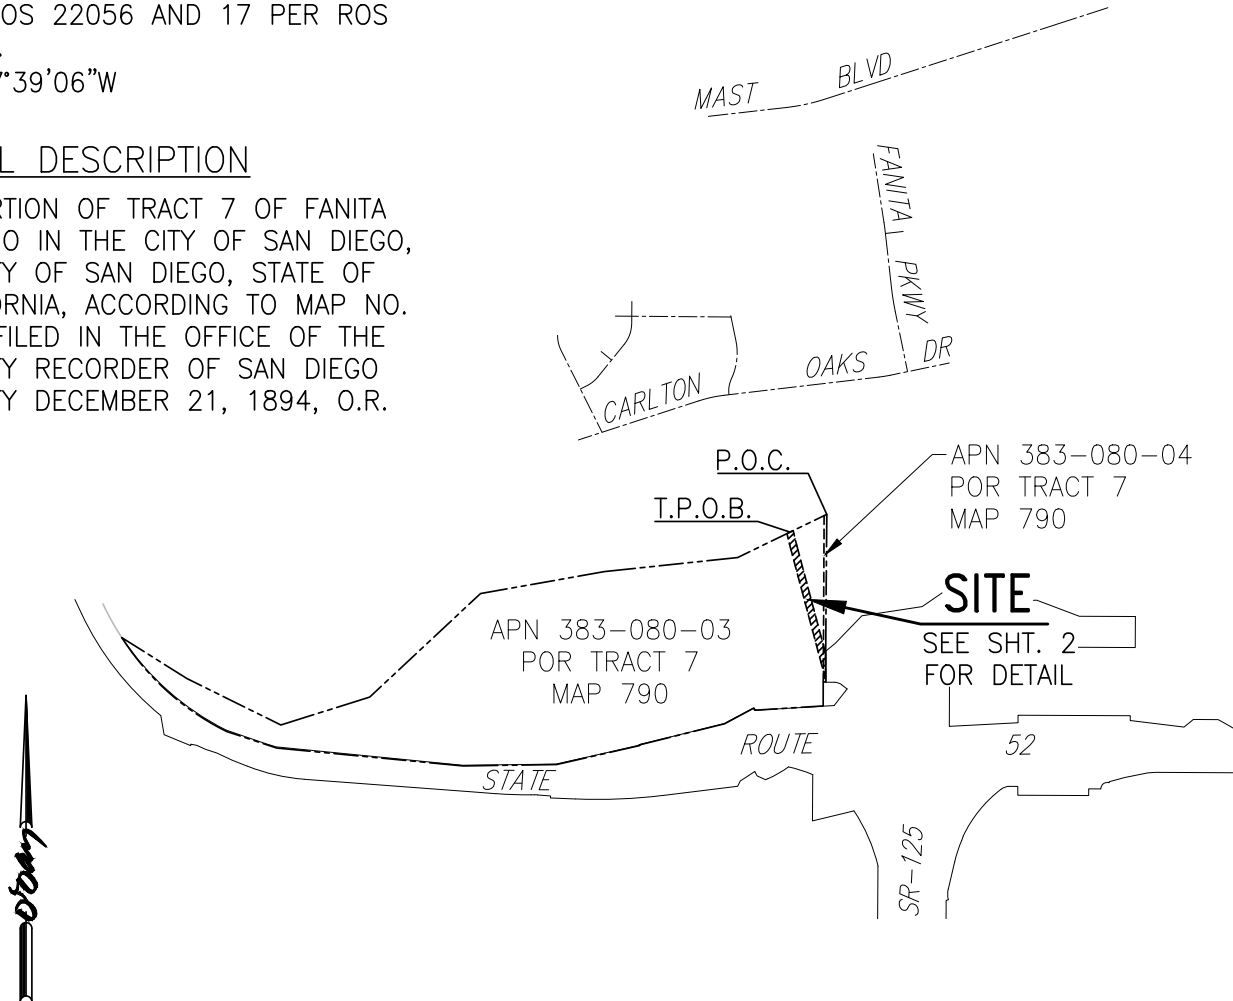 OS 22056 AND 17 PER ROS
7°39'06"W
L DESCRIPTION
RTION OF TRACT 7 OF FANITA
O IN THE CITY OF SAN DIEGO,
TY OF SAN DIEGO, STATE OF
ORNIA, ACCORDING TO MAP NO.
FILED IN THE OFFICE OF THE
TY RECORDER OF SAN DIEGO
TY DECEMBER 21, 1894, O.R.
MAST BLVD
FANITA PKWY
CARLTON OAKS DR
P.O.C.
T.P.O.B.
APN 383-080-04
POR TRACT 7
MAP 790
SITE
SEE SHT. 2
FOR DETAIL
APN 383-080-03
POR TRACT 7
MAP 790
STATE ROUTE 52
SR-125